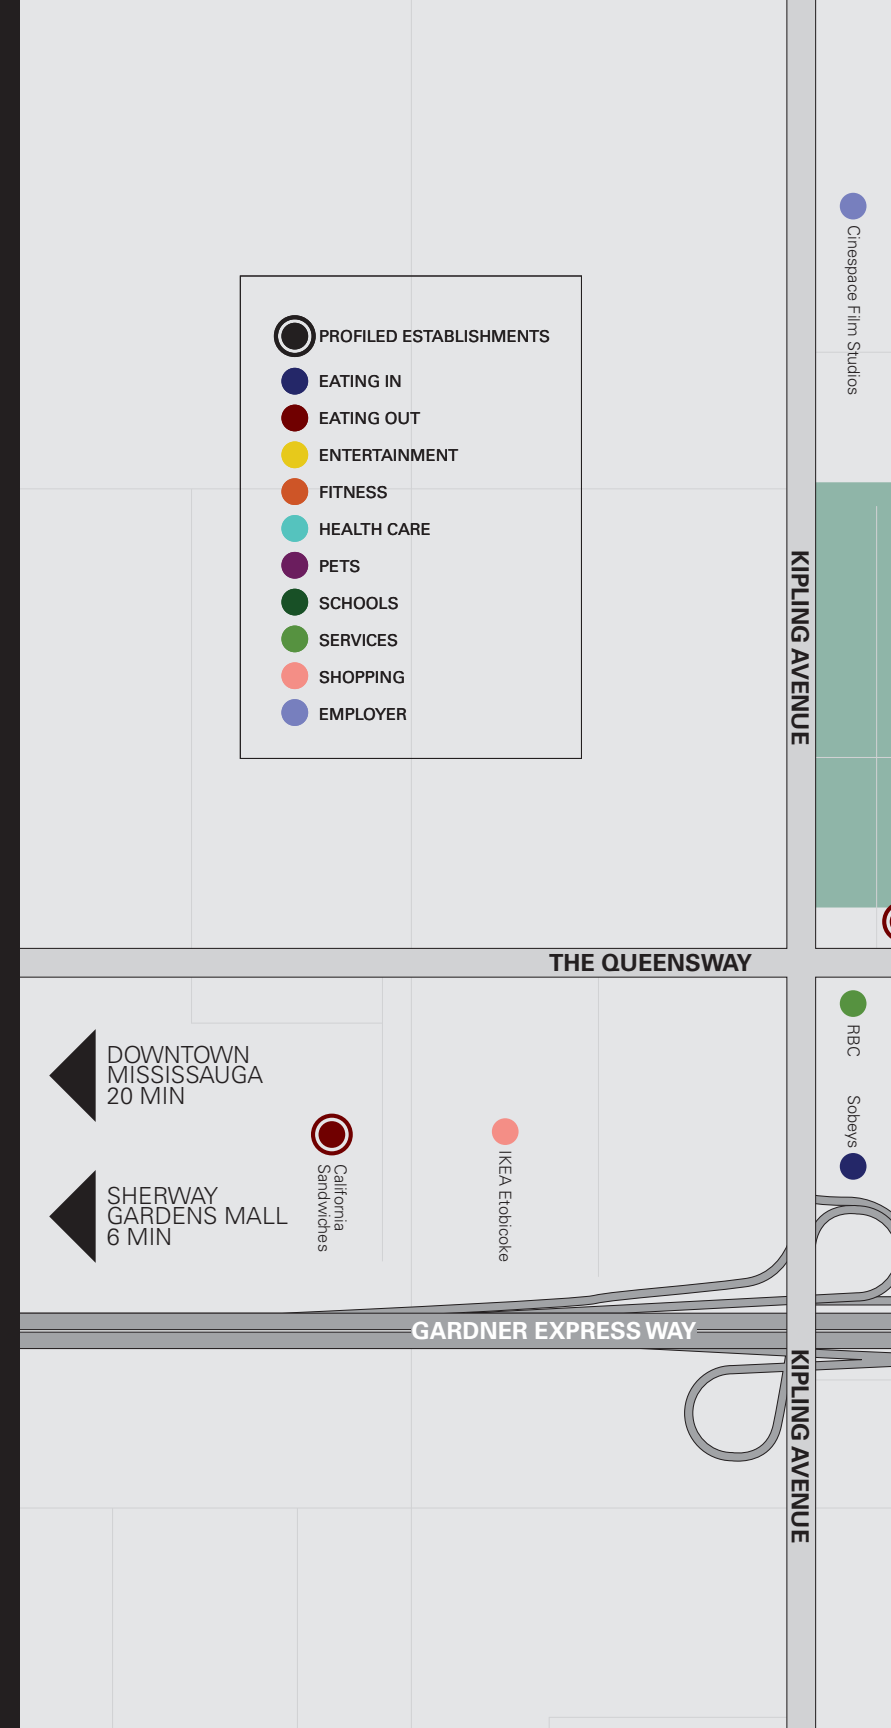 Cinespace Film Studios
PROFILED ESTABLISHMENTS
EATING IN
EATING OUT
ENTERTAINMENT
FITNESS
HEALTH CARE
PETS
SCHOOLS
SERVICES
SHOPPING
EMPLOYER
KIPLING AVENUE
THE QUEENSWAY
RBC
DOWNTOWN
MISSISSAUGA
20 MIN
Sobeys
SHERWAY
GARDENS MALL
6 MIN
California
Sandwiches
IKEA Etobicoke
GARDNER EXPRESS WAY
KIPLING AVENUE